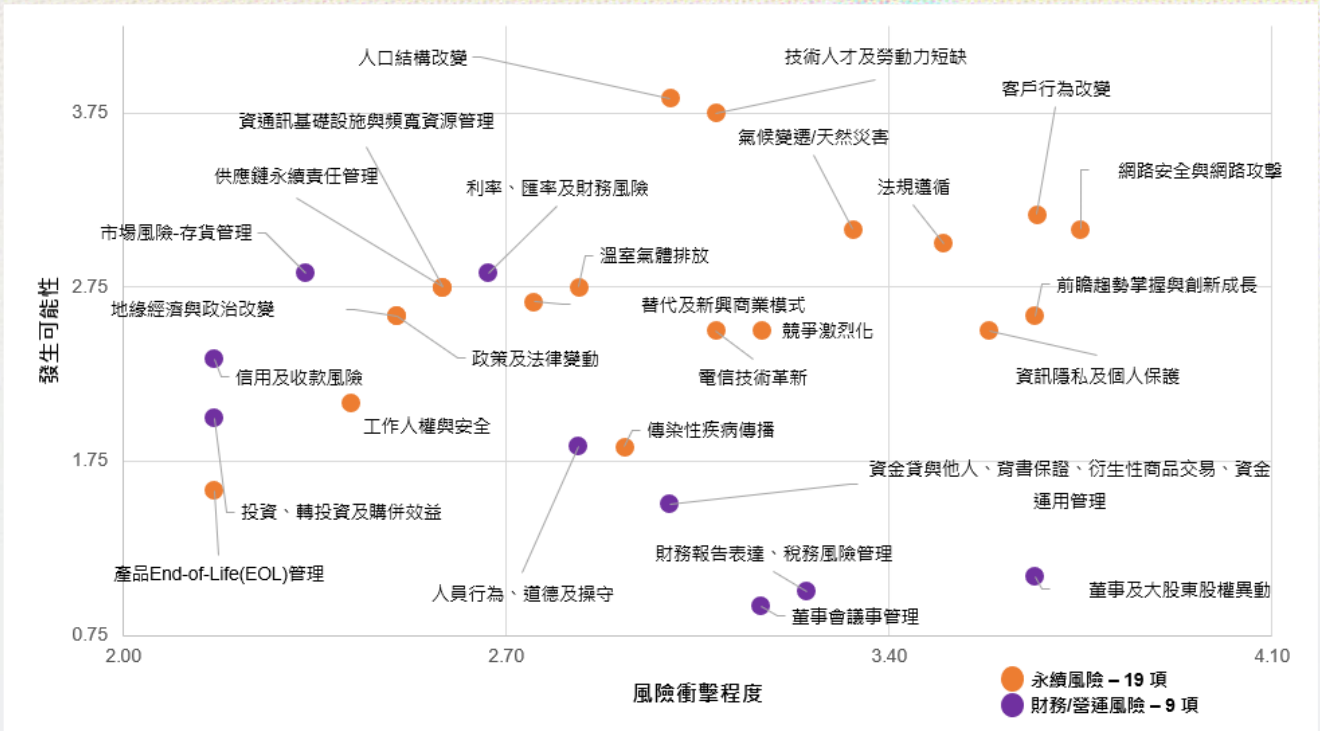 人口結構改變
技術人才及勞動力短缺
客戶行為改變
3.75
資通訊基礎設施與頻寬資源管理
氣候變遷/天然災害
網路安全與網路攻擊
供應鏈永續責任管理
利率、匯率及財務風險
法規遵循
市場風險-存貨管理
溫室氣體排放
2.75
前瞻趨勢掌握與創新成長
地緣經濟與政治改變
替代及新興商業模式
競爭激烈化
發生可能性
政策及法律變動
電信技術革新
資訊隱私及個人保護
信用及收款風險
工作人權與安全
傳染性疾病傳播
1.75
資金貸與他人、背書保證、衍生性商品交易、資金
運用管理
投資、轉投資及購併效益
財務報告表達、稅務風險管理
產品End-of-Life(EOL)管理
人員行為、道德及操守
董事及大股東股權異動
董事會議事管理
0.75
2.00
2.70
3.40
4.10
風險衝擊程度
永續風險 – 19 項
財務/營運風險 – 9 項